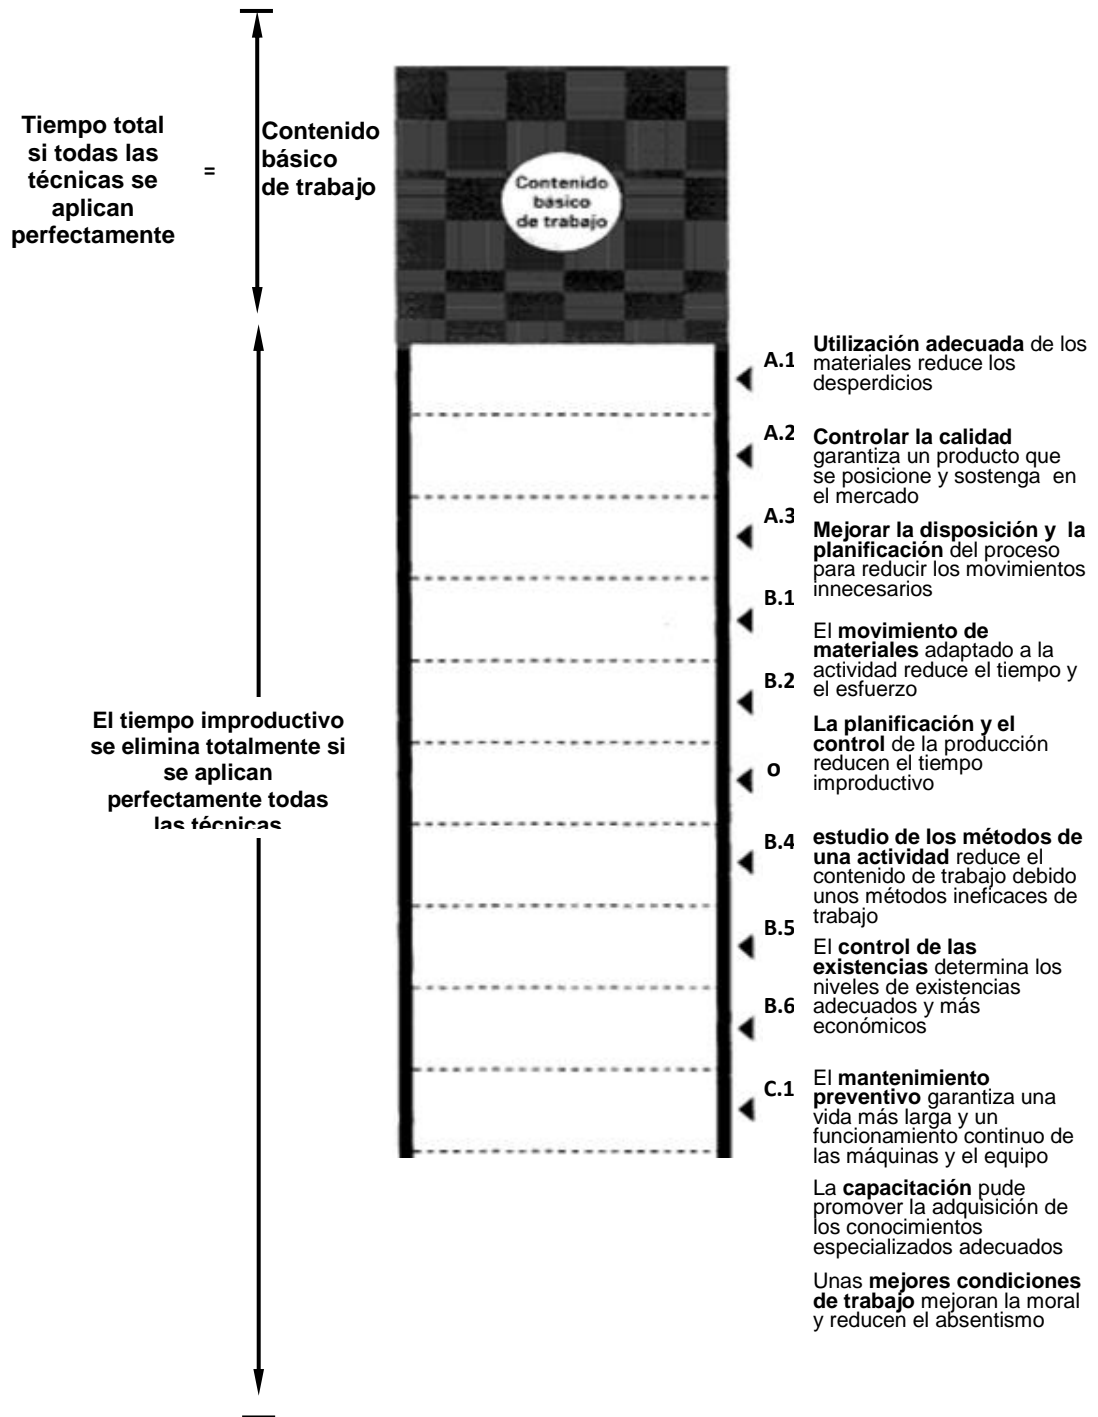 Tiempo total
si todas las
técnicas se
aplican
perfectamente
=
Contenido
básico
de trabajo
Contenido
básico
de trabajo
A.1
Utilización adecuada de los
materiales reduce los
desperdicios
A.2
Controlar la calidad
garantiza un producto que
se posicione y sostenga en
el mercado
A.3
Mejorar la disposición y la
planificación del proceso
para reducir los movimientos
innecesarios
B.1
El movimiento de
materiales adaptado a la
actividad reduce el tiempo y
el esfuerzo
B.2
La planificación y el
control de la producción
reducen el tiempo
improductivo
El tiempo improductivo
se elimina totalmente si
se aplican
perfectamente todas
las técnicas
o
B.4
estudio de los métodos de
una actividad reduce el
contenido de trabajo debido
unos métodos ineficaces de
trabajo
B.5
El control de las
existencias determina los
niveles de existencias
adecuados y más
económicos
B.6
C.1
El mantenimiento
preventivo garantiza una
vida más larga y un
funcionamiento continuo de
las máquinas y el equipo
La capacitación pude
promover la adquisición de
los conocimientos
especializados adecuados
Unas mejores condiciones
de trabajo mejoran la moral
y reducen el absentismo